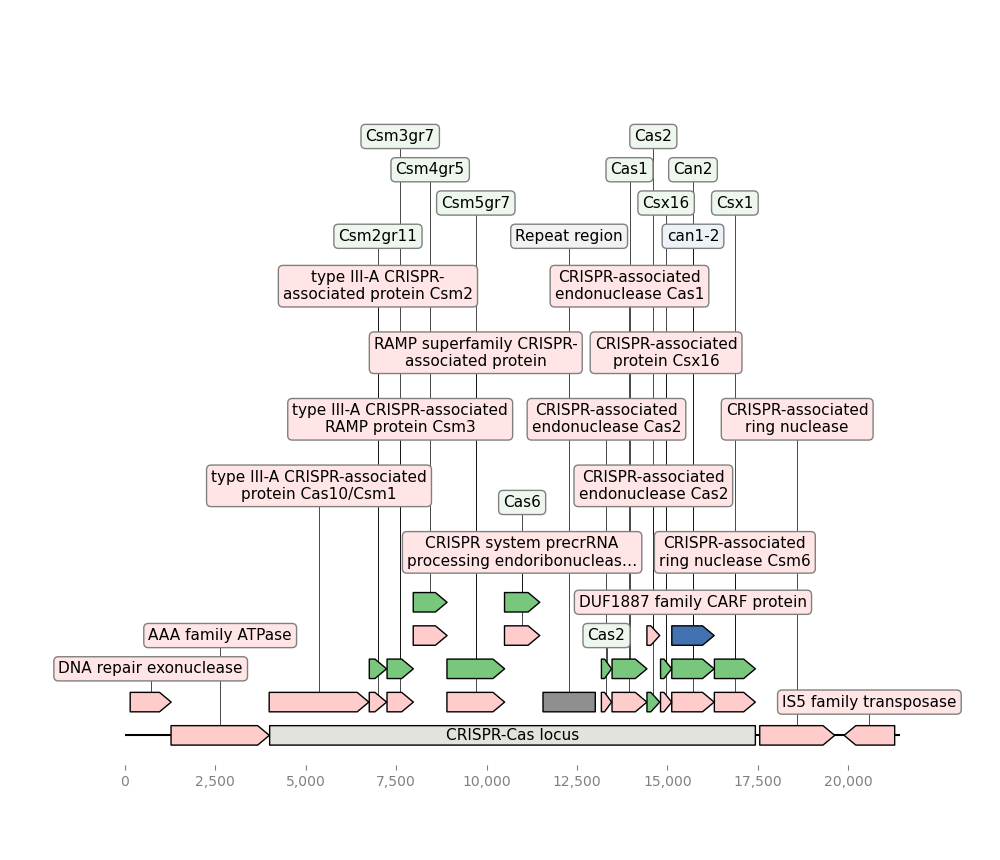 Csm3gr7
Cas2
Csm4gr5
Cas1
Can2
Csm5gr7
Csx16
Csx1
Csm2gr11
Repeat region
can1-2
type III-A CRISPR-
associated protein Csm2
CRISPR-associated
endonuclease Cas1
RAMP superfamily CRISPR-
associated protein
CRISPR-associated
protein Csx16
type III-A CRISPR-associated
RAMP protein Csm3
CRISPR-associated
endonuclease Cas2
CRISPR-associated
ring nuclease
type III-A CRISPR-associated
protein Cas10/Csm1
CRISPR-associated
endonuclease Cas2
Cas6
CRISPR system precrRNA
processing endoribonucleas…
CRISPR-associated
ring nuclease Csm6
DUF1887 family CARF protein
AAA family ATPase
Cas2
DNA repair exonuclease
IS5 family transposase
CRISPR-Cas locus
0
2,500
5,000
7,500
10,000
12,500
15,000
17,500
20,000